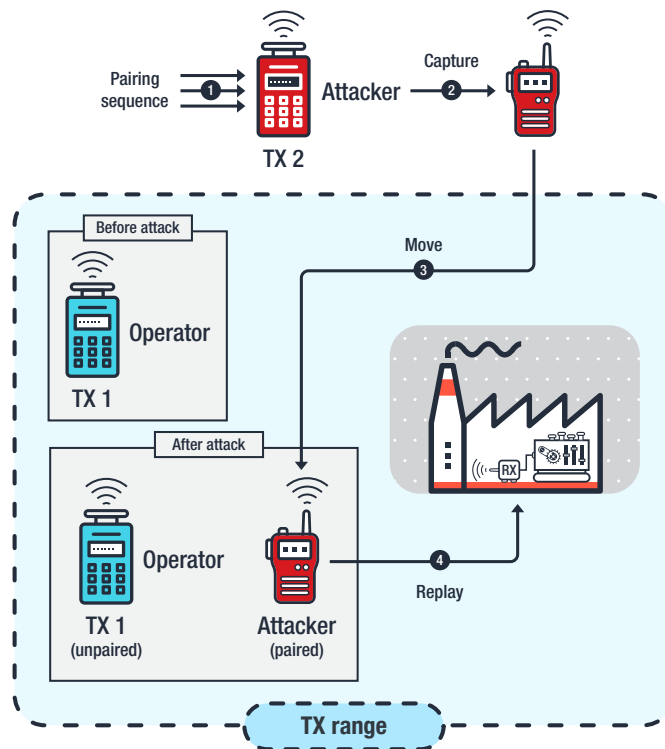 Pairing
sequence
1
Attacker
2
Capture
TX 2
Before attack
Operator
TX 1
Move
3
After attack
Operator
TX 1
(unpaired)
Attacker
(paired)
4
Replay
RX
TX range